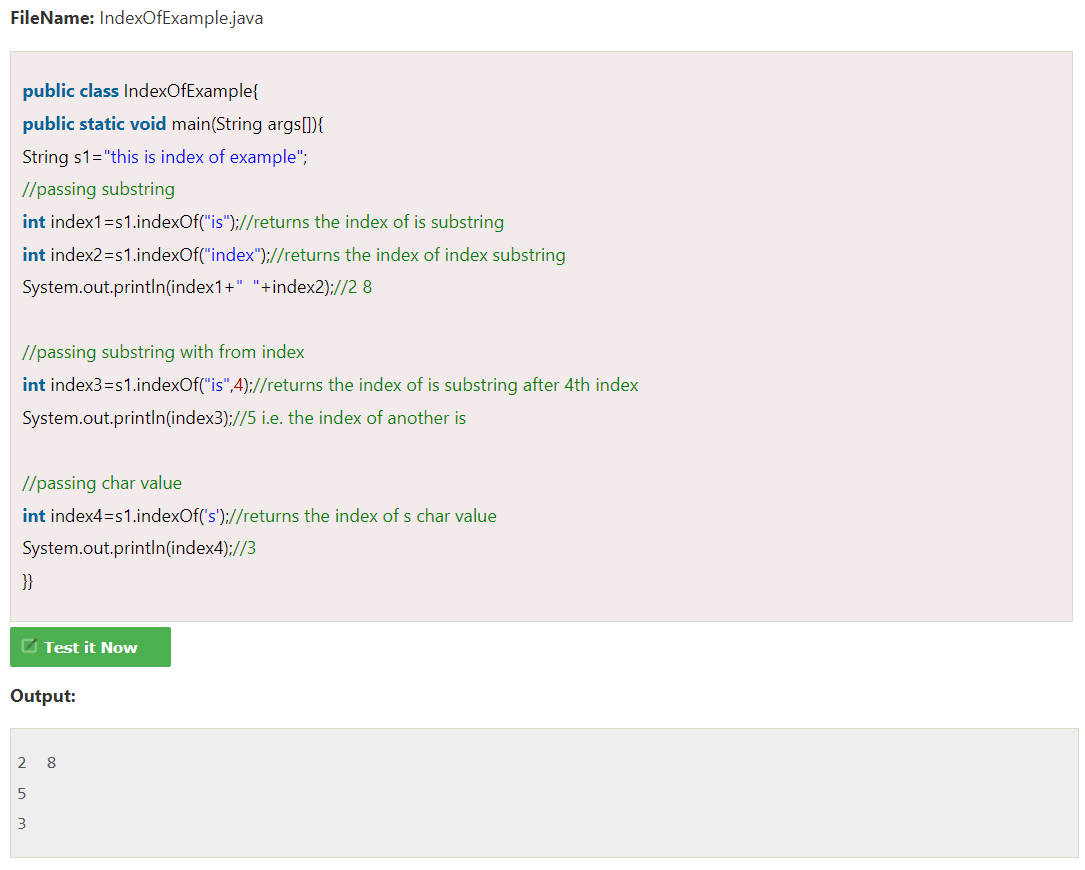 FileName: IndexOfExample.java
public class IndexOfExample{
public static void main(String args[]){
String s1="this is index of example";
//passing substring
int index1=s1.indexOf("is");//returns the index of is substring
int index2=s1.indexOf("index");//returns the index of index substring
System.out.println(index1+"  "+index2);//2 8
//passing substring with from index
int index3=s1.indexOf("is",4);//returns the index of is substring after 4th index
System.out.println(index3);//5 i.e. the index of another is
//passing char value
int index4=s1.indexOf('s');//returns the index of s char value
System.out.println(index4);//3
}}
Test it Now
Output:
2  8
5
3